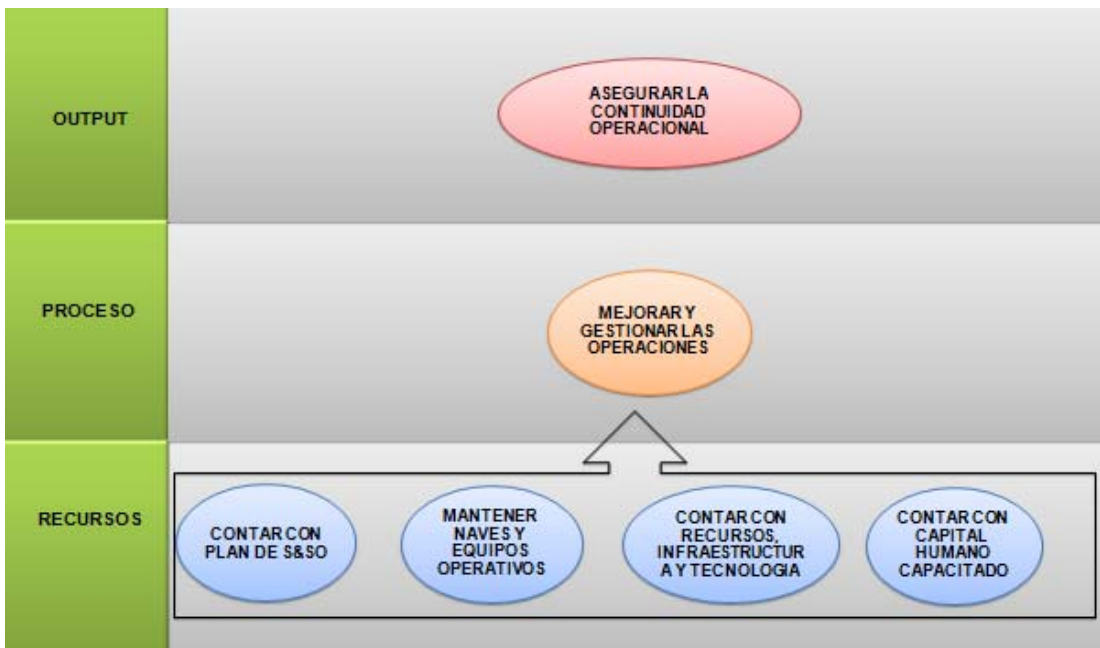 OUTPUT
ASEGURAR LA
CONTINUIDAD
OPERACIONAL
PROCESO
MEJORAR Y
GESTIONAR LAS
OPERACIONES
RECURSOS
CONTAR CON
PLAN DE S&SO
MANTENER
NAVES Y
EQUIPOS
OPERATIVOS
CONTAR CON
RECURSOS,
INFRAESTRUCTUR
A Y TECNOLOGIA
CONTAR CON
CAPITAL
HUMANO
CAPACITADO